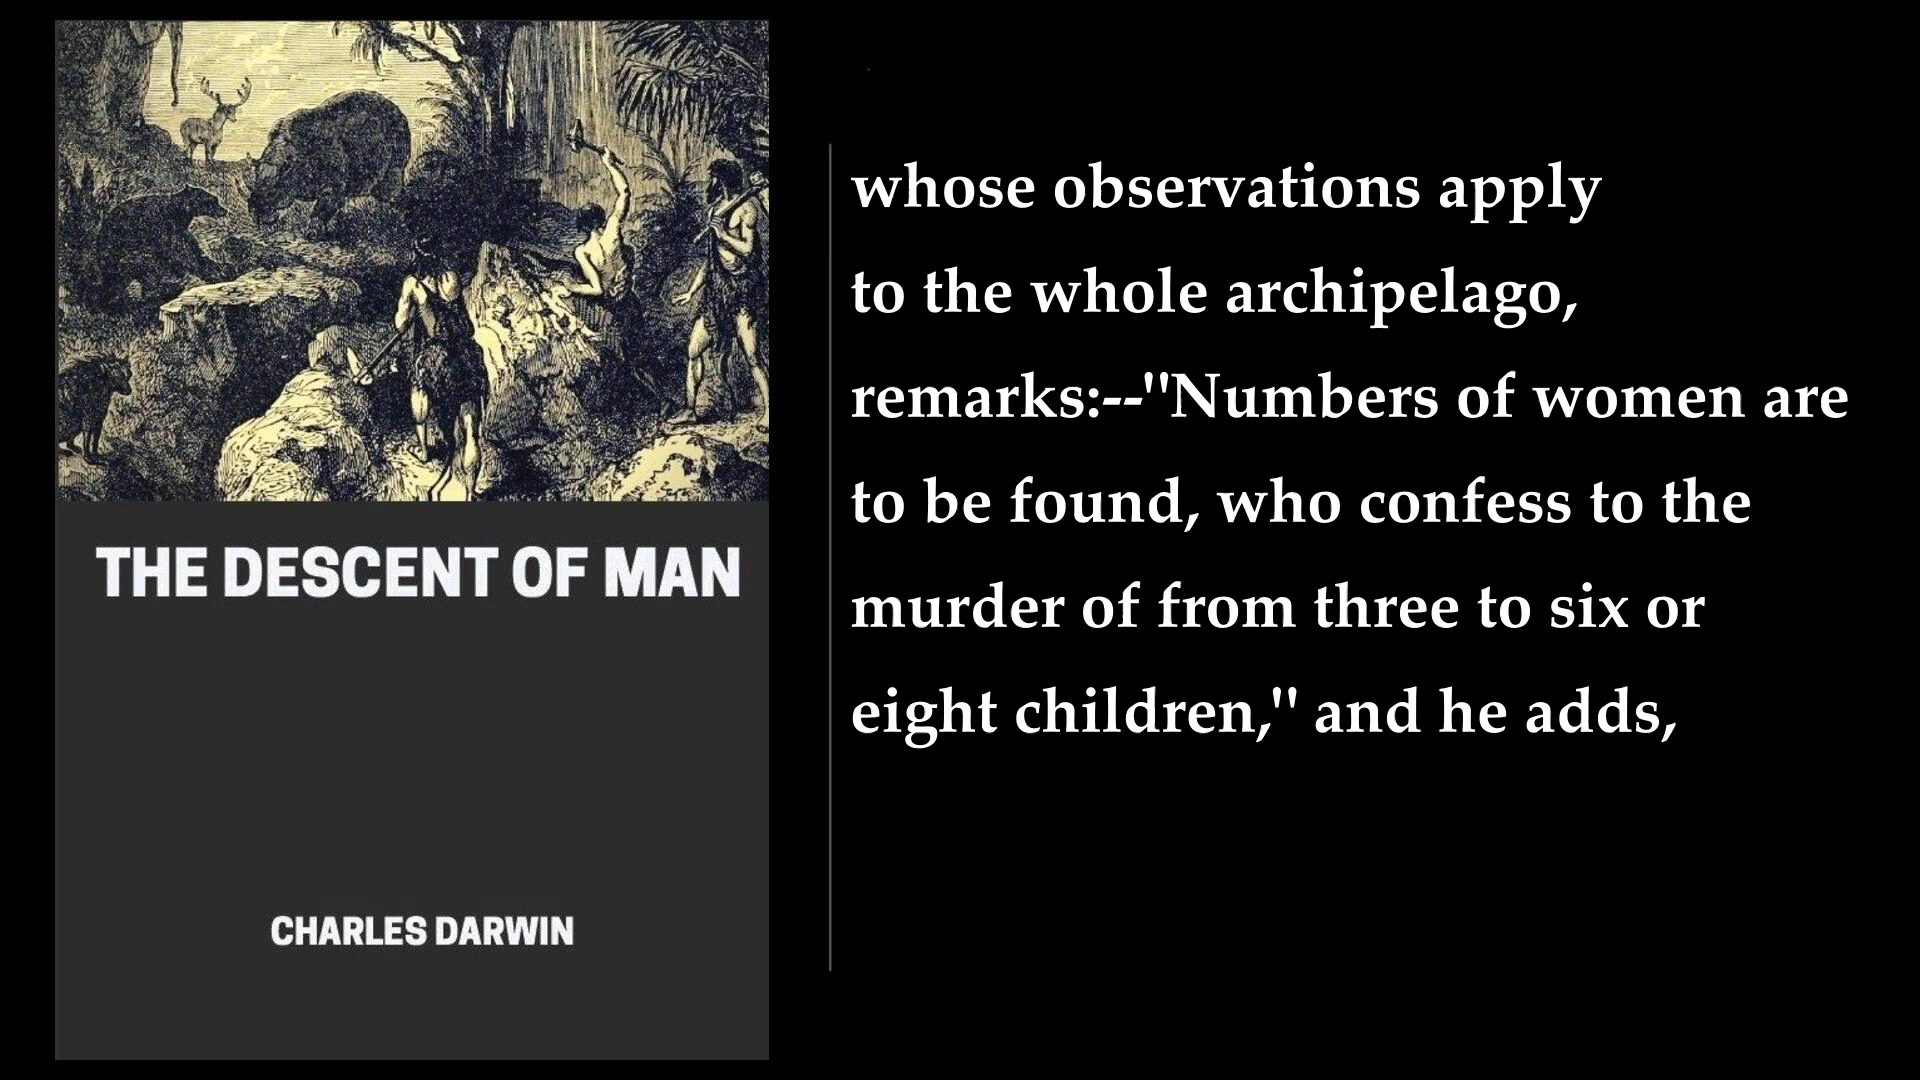 THE DESCENT OF MAN
CHARLES DARWIN
whose observations apply
to the whole archipelago,
remarks:--"Numbers of women are
to be found, who confess to the
murder of from three to six or
eight children," and he adds,